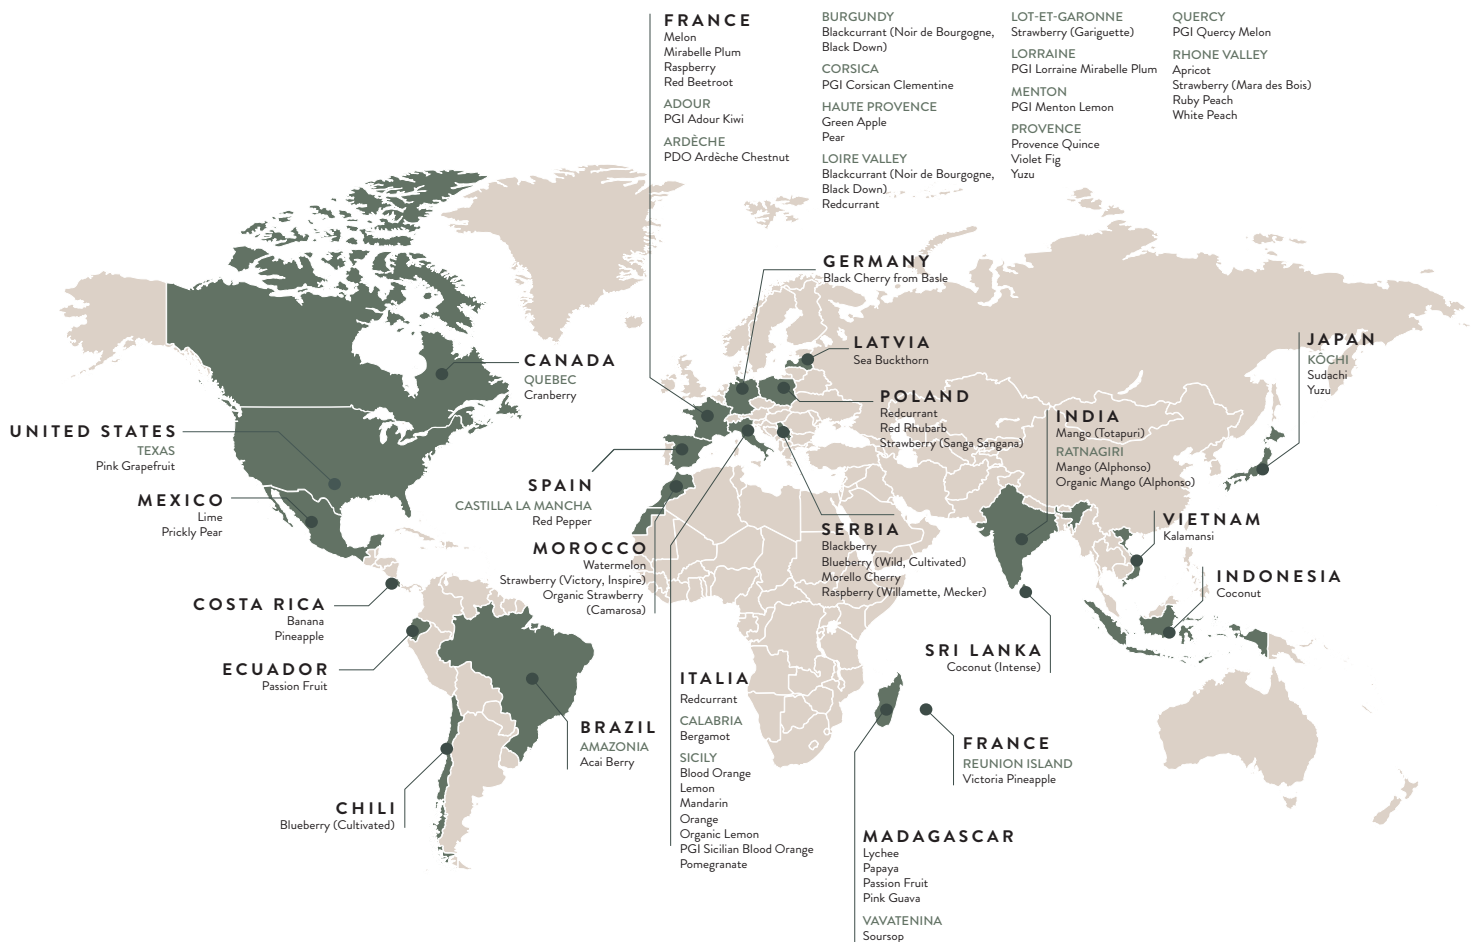 FRANCE
Melon
Mirabelle Plum
Raspberry
Red Beetroot
ADOUR
PGI Adour Kiwi
ARDÈCHE
PDO Ardèche Chestnut
BURGUNDY
Blackcurrant (Noir de Bourgogne,
Black Down)
CORSICA
PGI Corsican Clementine
HAUTE PROVENCE
Green Apple
Pear
LOIRE VALLEY
Blackcurrant (Noir de Bourgogne,
Black Down)
Redcurrant
LOT-ET-GARONNE
Strawberry (Gariguette)
LORRAINE
PGI Lorraine Mirabelle Plum
MENTON
PGI Menton Lemon
PROVENCE
Provence Quince
Violet Fig
Yuzu
QUERCY
PGI Quercy Melon
RHONE VALLEY
Apricot
Strawberry (Mara des Bois)
Ruby Peach
White Peach
GERMANY
Black Cherry from Basle
LATVIA
Sea Buckthorn
POLAND
Redcurrant
Red Rhubarb
Strawberry (Sanga Sangana)
JAPAN
KÔCHI
Sudachi
Yuzu
CANADA
QUEBEC
Cranberry
UNITED STATES
TEXAS
Pink Grapefruit
MEXICO
Lime
Prickly Pear
SPAIN
CASTILLA LA MANCHA
Red Pepper
MOROCCO
Watermelon
Strawberry (Victory, Inspire)
Organic Strawberry
(Camarosa)
SERBIA
Blackberry
Blueberry (Wild, Cultivated)
Morello Cherry
Raspberry (Willamette, Mecker)
INDIA
Mango (Totapuri)
RATNAGIRI
Mango (Alphonso)
Organic Mango (Alphonso)
VIETNAM
Kalamansi
INDONESIA
Coconut
COSTA RICA
Banana
Pineapple
ECUADOR
Passion Fruit
SRI LANKA
Coconut (Intense)
BRAZIL
AMAZONIA
Acai Berry
ITALIA
Redcurrant
CALABRIA
Bergamot
SICILY
Blood Orange
Lemon
Mandarin
Orange
Organic Lemon
PGI Sicilian Blood Orange
Pomegranate
FRANCE
REUNION ISLAND
Victoria Pineapple
CHILI
Blueberry (Cultivated)
MADAGASCAR
Lychee
Papaya
Passion Fruit
Pink Guava
VAVATENINA
Soursop